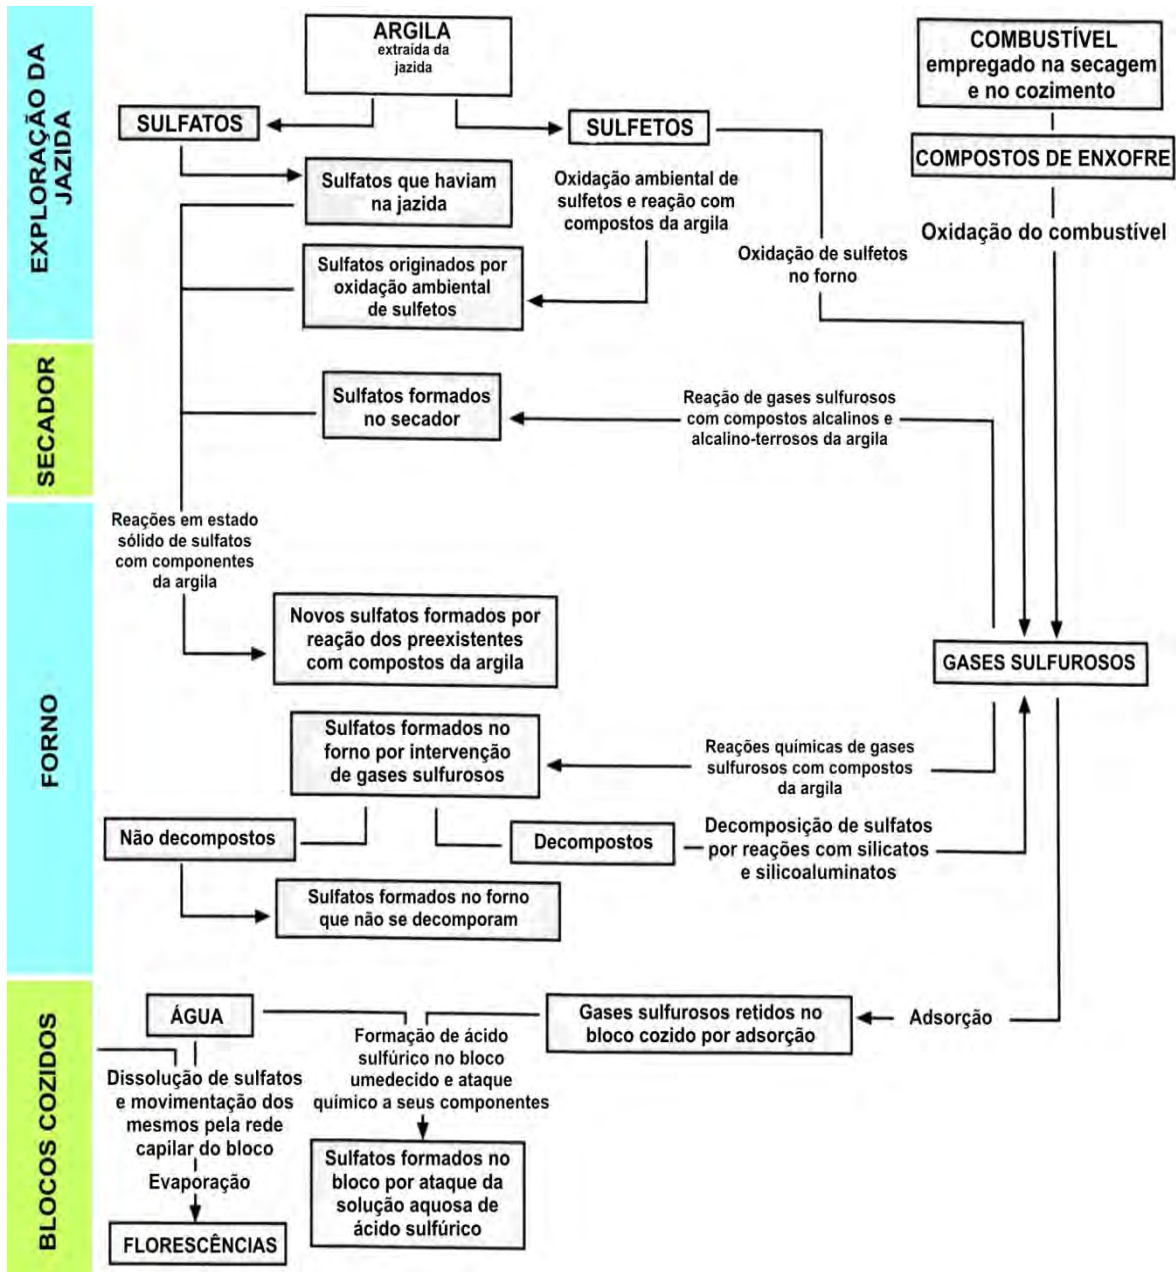 EXPLORAÇÃO DA
JAZIDA
ARGILA
extraída da
jazida
COMBUSTÍVEL
empregado na secagem
e no cozimento
SULFATOS
SULFETOS
COMPOSTOS DE ENXOFRE
Sulfatos que haviam
na jazida
Oxidação ambiental de
sulfetos e reação com
compostos da argila
Oxidação do combustível
Sulfatos originados por
oxidação ambiental
de sulfetos
Oxidação de sulfetos
no forno
SECADOR
Sulfatos formados
no secador
Reação de gases sulfurosos
com compostos alcalinos e
alcalino-terrosos da argila
FORNO
Reações em estado
sólido de sulfatos
com componentes
da argila
Novos sulfatos formados por
reação dos preexistentes
com compostos da argila
GASES SULFUROSOS
Sulfatos formados no
forno por intervenção
de gases sulfurosos
Reações químicas de gases
sulfurosos com compostos
da argila
Não decompostos
Decompostos
Decomposição de sulfatos
por reações com silicatos
e silicoaluminatos
Sulfatos formados no forno
que não se decomporam
BLOCOS COZIDOS
ÁGUA
Gases sulfurosos retidos no
bloco cozido por adsorção
Adsorção
Formação de ácido
sulfúrico no bloco
umedecido e ataque
químico a seus componentes
Dissolução de sulfatos
e movimentação dos
mesmos pela rede
capilar do bloco
Evaporação
Sulfatos formados no
bloco por ataque da
solução aquosa de
ácido sulfúrico
FLORESCÊNCIAS